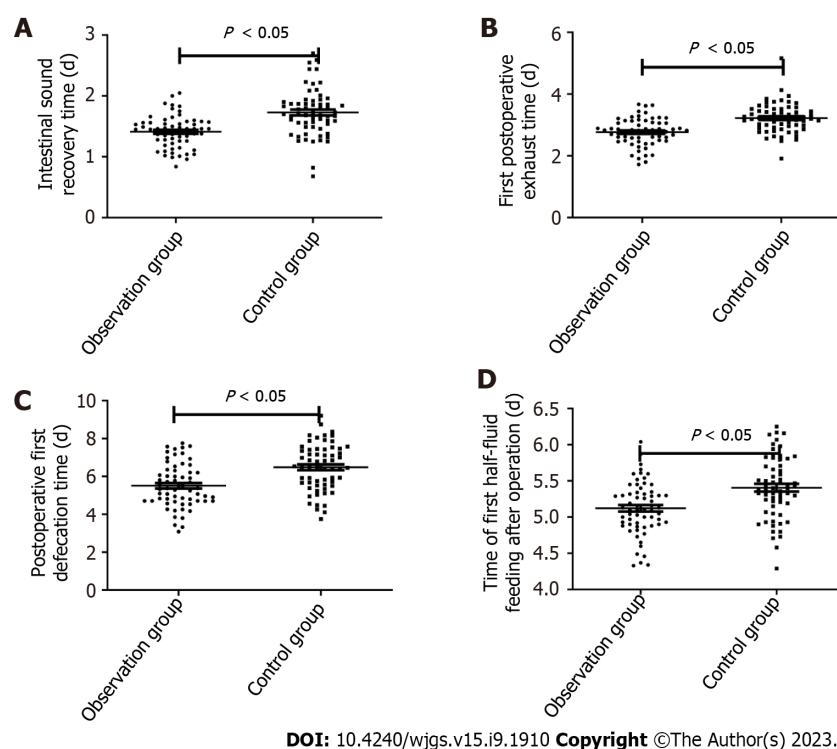 A
Intestinal sound
recovery time (d)
3
2
1
0
P < 0.05
Observation group
Control group
B
First postoperative
exhaust time (d)
6
4
2
0
P < 0.05
Observation group
Control group
C
Postoperative first
defecation time (d)
10
8
6
4
2
0
P < 0.05
Observation group
Control group
D
Time of first half-fluid
feeding after operation (d)
6.5
6.0
5.5
5.0
4.5
4.0
P < 0.05
Observation group
Control group
DOI: 10.4240/wjgs.v15.i9.1910 Copyright ©The Author(s) 2023.